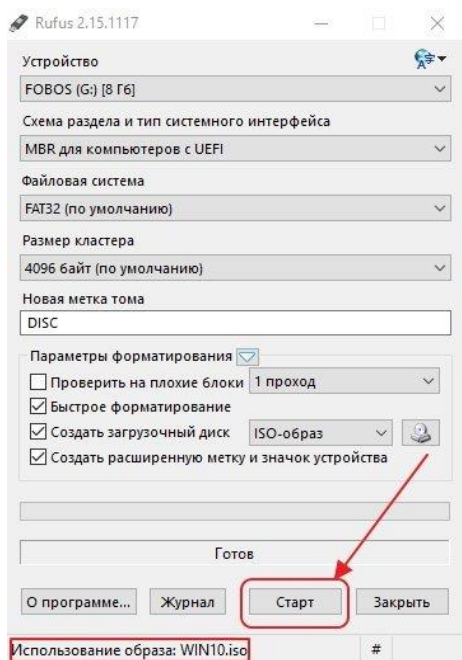 Rufus 2.15.1117
Устройство
FOBOS (G:) [8 Гб]
Схема раздела и тип системного интерфейса
MBR для компьютеров с UEFI
Файловая система
FAT32 (по умолчанию)
Размер кластера
4096 байт (по умолчанию)
Новая метка тома
DISC
Параметры форматирования
Проверить на плохие блоки 1 проход
Быстрое форматирование
Создать загрузочный диск ISO-образ
Создать расширенную метку и значок устройства
Готов
О программе... Журнал Старт Закрыть
Использование образа: WIN10.iso #